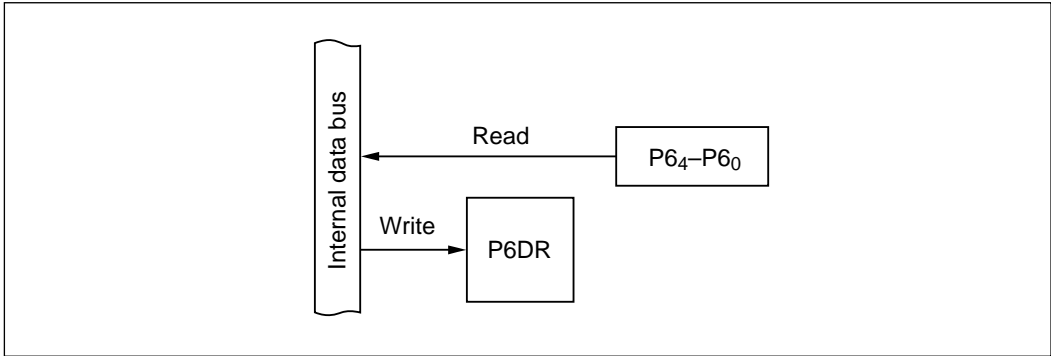 Internal data bus
Read
P6₄–P6₀
Write
P6DR